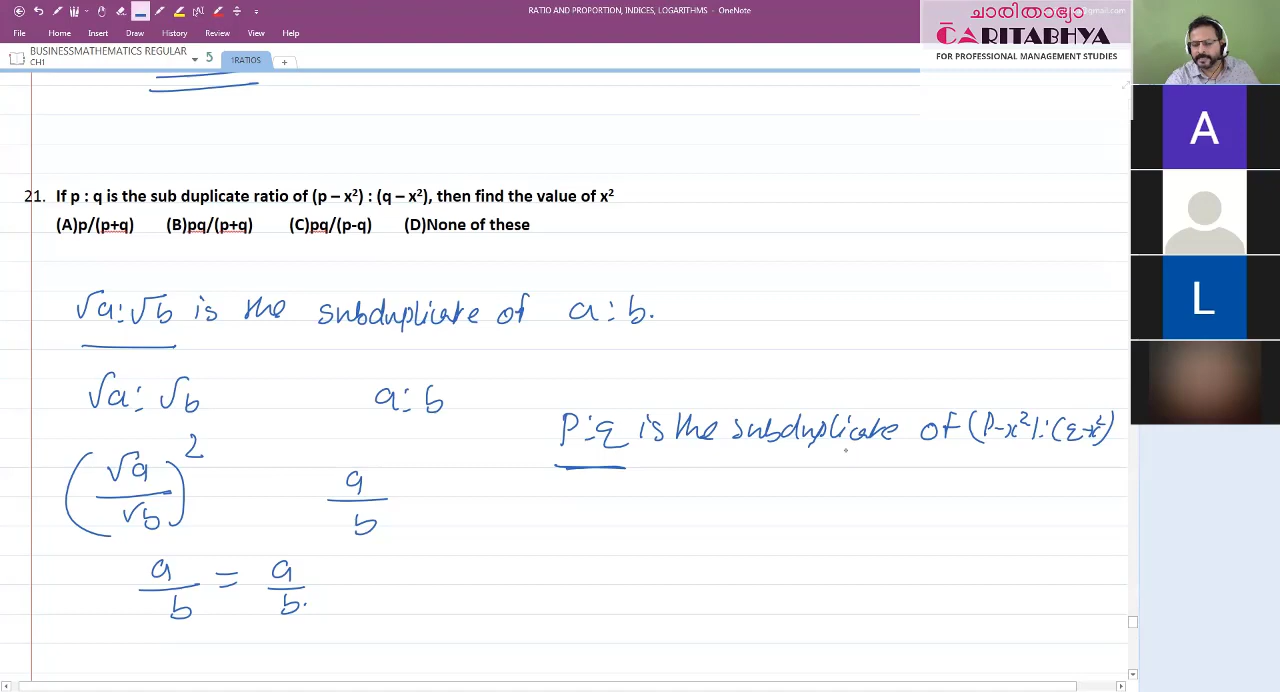 RATIO AND PROPORTION, INDICES, LOGARITHMS - OneNote
File Home Insert Draw History Review View Help
BUSINESSMATHEMATICS REGULAR
CH1
5
1RATIOS
ചാരിതാഭ്യാ
CARITABHYA
FOR PROFESSIONAL MANAGEMENT STUDIES
21. If p : q is the sub duplicate ratio of (p – x²) : (q – x²), then find the value of x²
(A)p/(p+q) (B)pq/(p+q) (C)pq/(p-q) (D)None of these
√a:√b is the subduplicate of a:b.
√a:√b a:b
P:q is the subduplicate of (P-x²):(q-x²)
(√a/√b)² a/b
a/b = a/b.
A
L